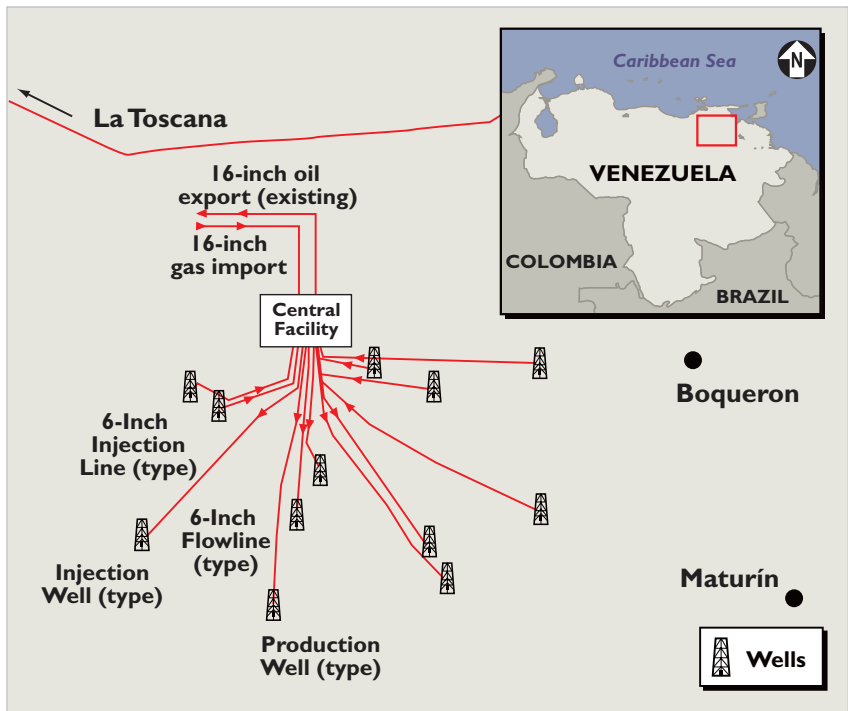 La Toscana
16-inch oil
export (existing)
16-inch
gas import
Central
Facility
6-Inch
Injection
Line (type)
6-Inch
Flowline
(type)
Injection
Well (type)
Production
Well (type)
Boqueron
Maturín
Wells
Caribbean Sea
N
VENEZUELA
COLOMBIA
BRAZIL